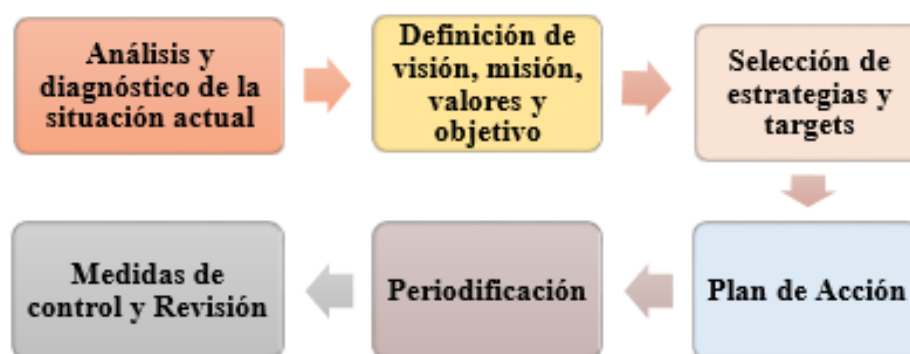 Análisis y
diagnóstico de la
situación actual
Definición de
visión, misión,
valores y
objetivo
Selección de
estrategias y
targets
Plan de Acción
Periodificación
Medidas de
control y Revisión